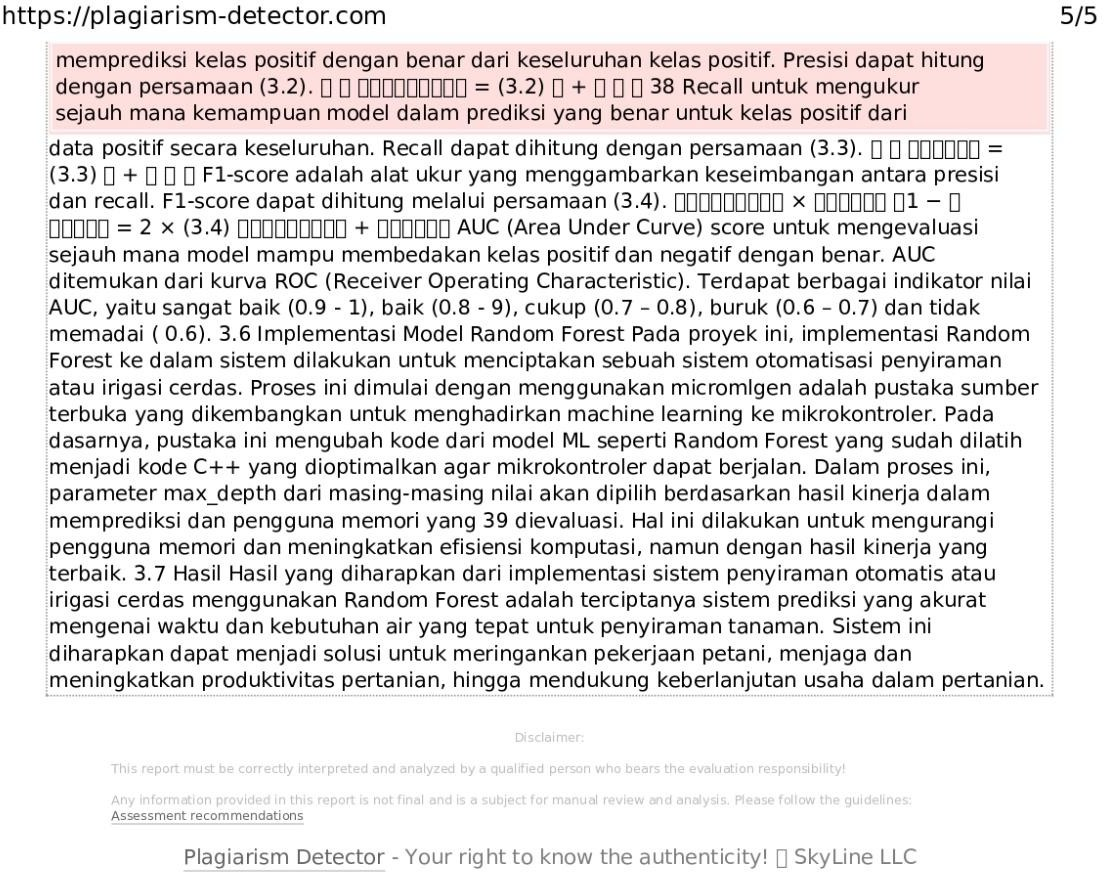 https://plagiarism-detector.com 5/5
memprediksi kelas positif dengan benar dari keseluruhan kelas positif. Presisi dapat hitung
dengan persamaan (3.2). 􀀀 􀀀 􀀀􀀀􀀀􀀀􀀀􀀀􀀀 = (3.2) 􀀀 + 􀀀 􀀀 􀀀 38 Recall untuk mengukur
sejauh mana kemampuan model dalam prediksi yang benar untuk kelas positif dari
data positif secara keseluruhan. Recall dapat dihitung dengan persamaan (3.3). 􀀀 􀀀 􀀀􀀀􀀀􀀀􀀀􀀀 =
(3.3) 􀀀 + 􀀀 􀀀 􀀀 F1-score adalah alat ukur yang menggambarkan keseimbangan antara presisi
dan recall. F1-score dapat dihitung melalui persamaan (3.4). 􀀀􀀀􀀀􀀀􀀀􀀀􀀀􀀀􀀀 × 􀀀􀀀􀀀􀀀􀀀􀀀 􀀀1 − 􀀀
􀀀􀀀􀀀􀀀􀀀 = 2 × (3.4) 􀀀􀀀􀀀􀀀􀀀􀀀􀀀􀀀􀀀 + 􀀀􀀀􀀀􀀀􀀀􀀀 AUC (Area Under Curve) score untuk mengevaluasi
sejauh mana model mampu membedakan kelas positif dan negatif dengan benar. AUC
ditemukan dari kurva ROC (Receiver Operating Characteristic). Terdapat berbagai indikator nilai
AUC, yaitu sangat baik (0.9 - 1), baik (0.8 - 9), cukup (0.7 – 0.8), buruk (0.6 – 0.7) dan tidak
memadai ( 0.6). 3.6 Implementasi Model Random Forest Pada proyek ini, implementasi Random
Forest ke dalam sistem dilakukan untuk menciptakan sebuah sistem otomatisasi penyiraman
atau irigasi cerdas. Proses ini dimulai dengan menggunakan micromlgen adalah pustaka sumber
terbuka yang dikembangkan untuk menghadirkan machine learning ke mikrokontroler. Pada
dasarnya, pustaka ini mengubah kode dari model ML seperti Random Forest yang sudah dilatih
menjadi kode C++ yang dioptimalkan agar mikrokontroler dapat berjalan. Dalam proses ini,
parameter max_depth dari masing-masing nilai akan dipilih berdasarkan hasil kinerja dalam
memprediksi dan pengguna memori yang 39 dievaluasi. Hal ini dilakukan untuk mengurangi
pengguna memori dan meningkatkan efisiensi komputasi, namun dengan hasil kinerja yang
terbaik. 3.7 Hasil Hasil yang diharapkan dari implementasi sistem penyiraman otomatis atau
irigasi cerdas menggunakan Random Forest adalah terciptanya sistem prediksi yang akurat
mengenai waktu dan kebutuhan air yang tepat untuk penyiraman tanaman. Sistem ini
diharapkan dapat menjadi solusi untuk meringankan pekerjaan petani, menjaga dan
meningkatkan produktivitas pertanian, hingga mendukung keberlanjutan usaha dalam pertanian.
Disclaimer:
This report must be correctly interpreted and analyzed by a qualified person who bears the evaluation responsibility!
Any information provided in this report is not final and is a subject for manual review and analysis. Please follow the guidelines:
Assessment recommendations
Plagiarism Detector - Your right to know the authenticity! 􀀀 SkyLine LLC